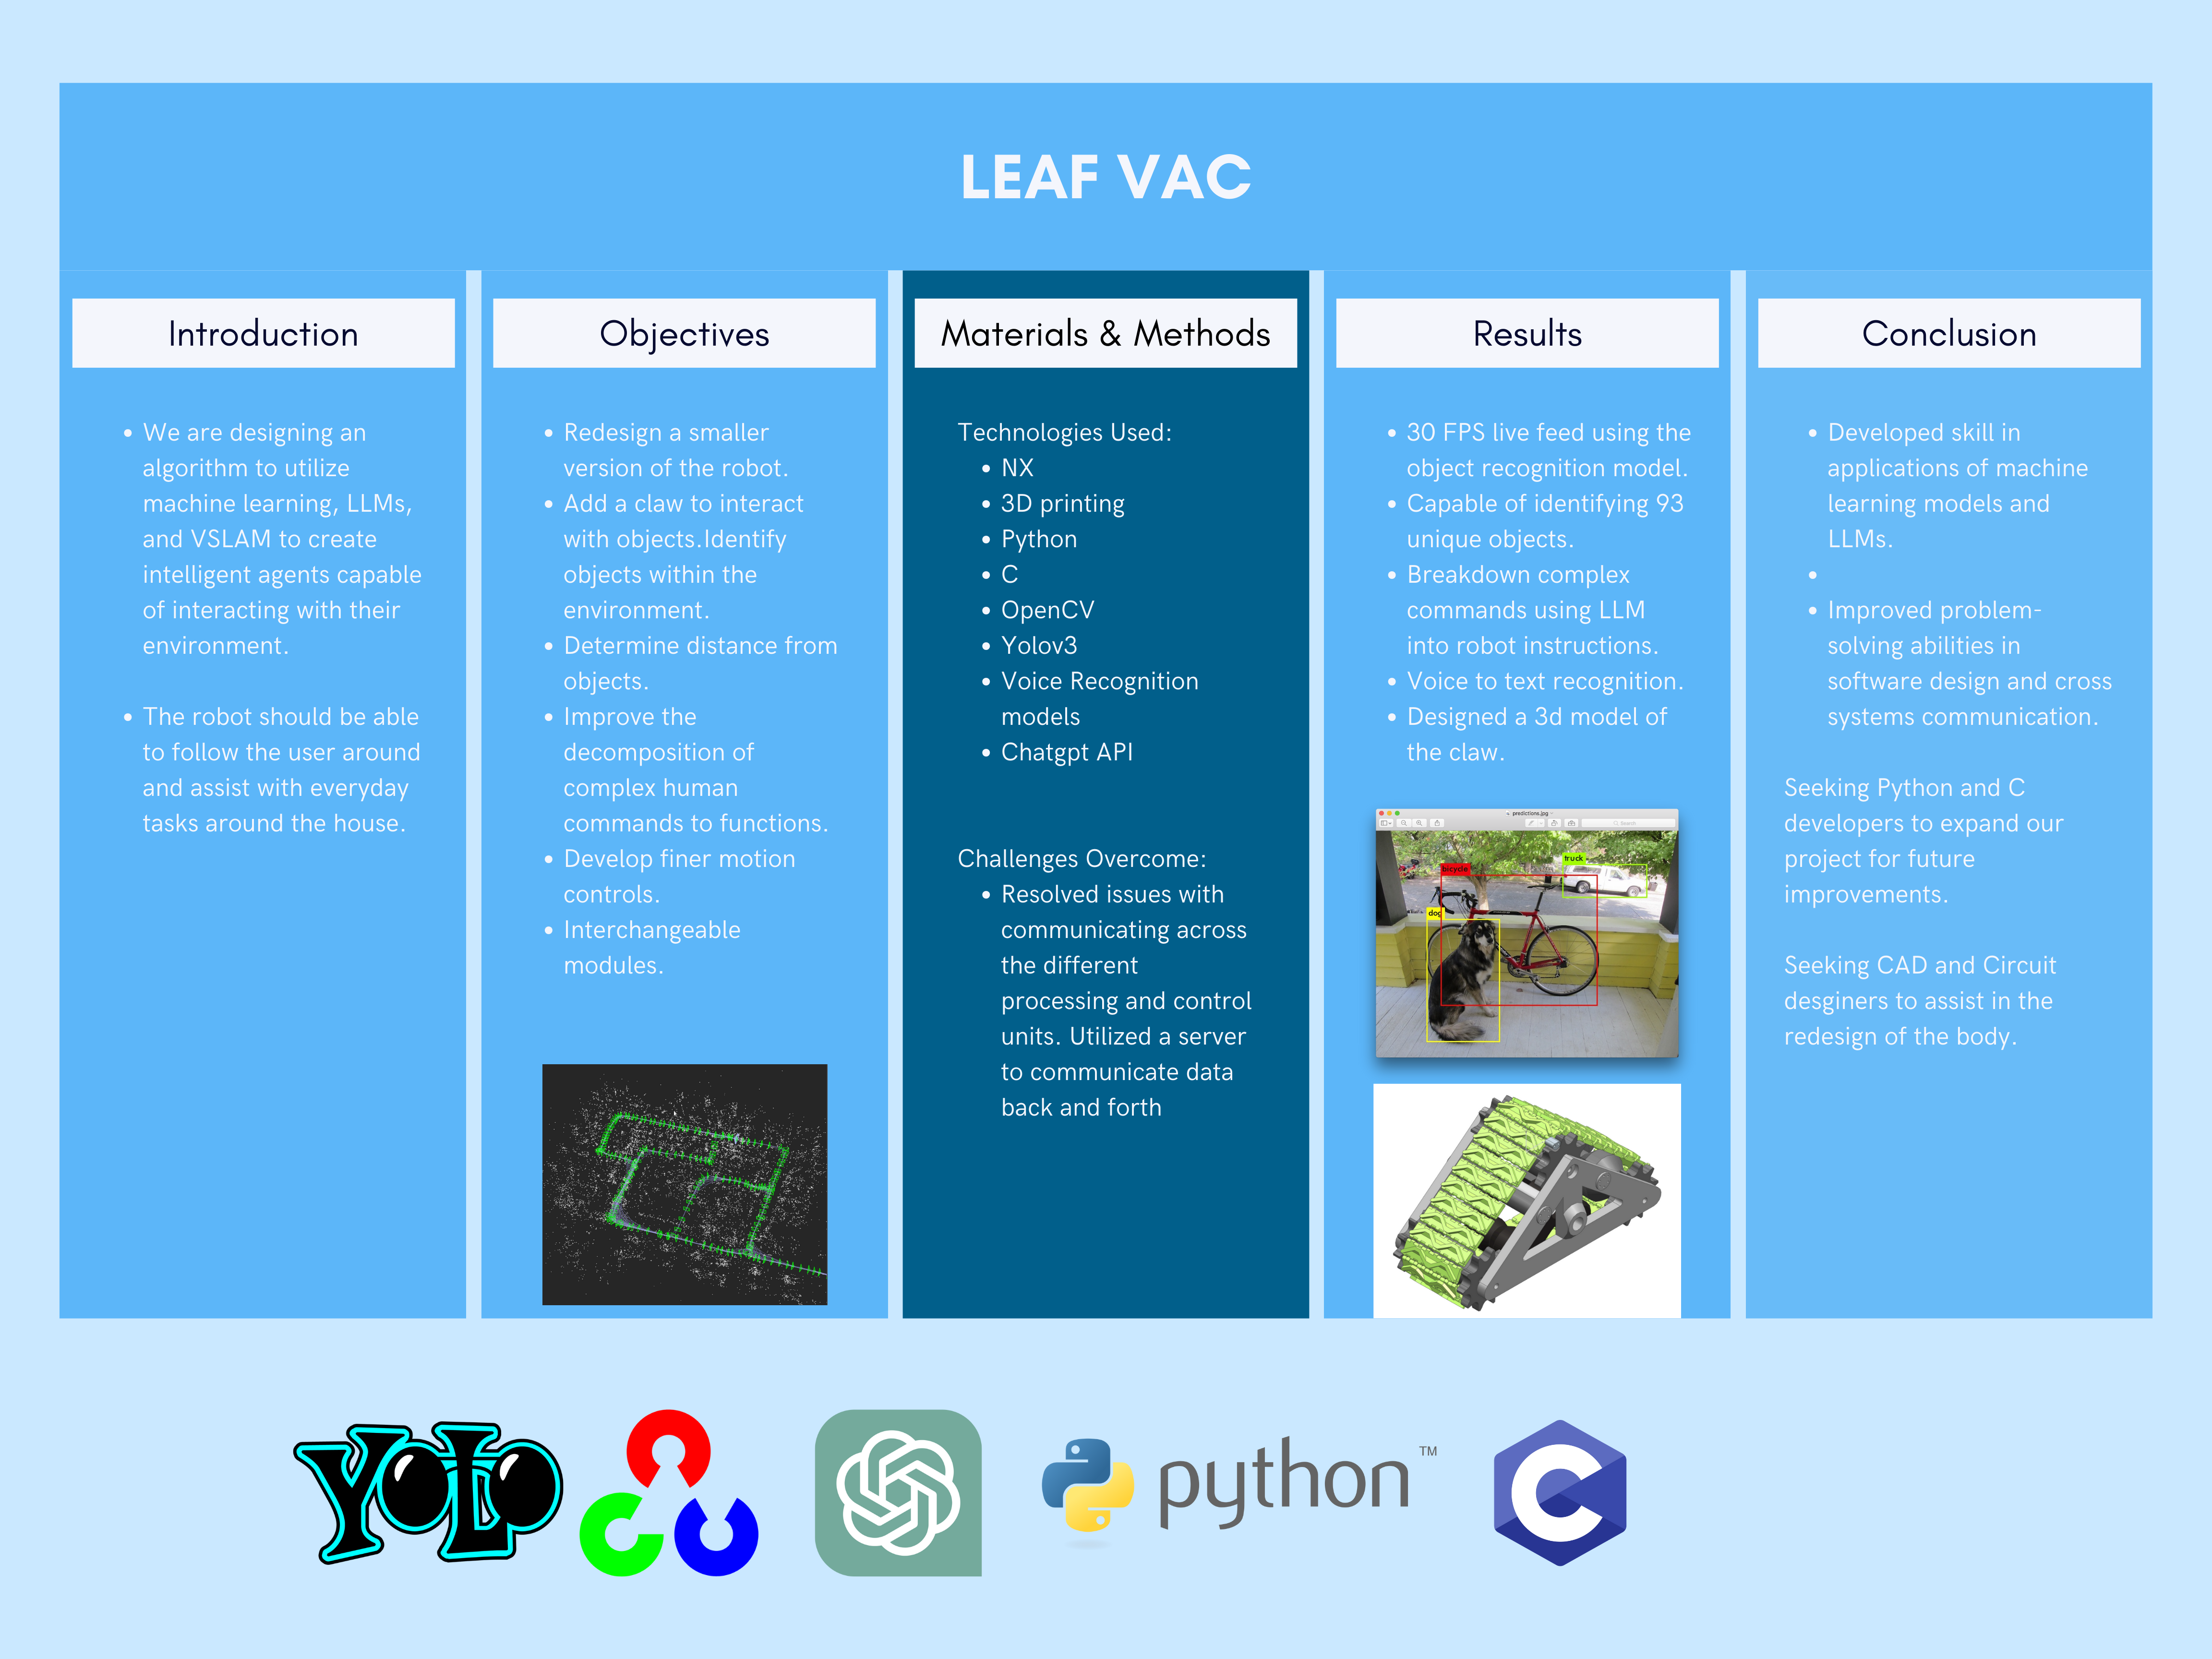 LEAF VAC
Introduction
• We are designing an
algorithm to utilize
machine learning, LLMs,
and VSLAM to create
intelligent agents capable
of interacting with their
environment.
• The robot should be able
to follow the user around
and assist with everyday
tasks around the house.
Objectives
• Redesign a smaller
version of the robot.
• Add a claw to interact
with objects.Identify
objects within the
environment.
• Determine distance from
objects.
• Improve the
decomposition of
complex human
commands to functions.
• Develop finer motion
controls.
• Interchangeable
modules.
Materials & Methods
Technologies Used:
• NX
• 3D printing
• Python
• C
• OpenCV
• Yolov3
• Voice Recognition
models
• Chatgpt API
Challenges Overcome:
• Resolved issues with
communicating across
the different
processing and control
units. Utilized a server
to communicate data
back and forth
Results
• 30 FPS live feed using the
object recognition model.
• Capable of identifying 93
unique objects.
• Breakdown complex
commands using LLM
into robot instructions.
• Voice to text recognition.
• Designed a 3d model of
the claw.
predictions.jpg
Search
truck
bicycle
dog
Conclusion
• Developed skill in
applications of machine
learning models and
LLMs.
•
• Improved problem-
solving abilities in
software design and cross
systems communication.
Seeking Python and C
developers to expand our
project for future
improvements.
Seeking CAD and Circuit
desginers to assist in the
redesign of the body.
YOLO
python™
C